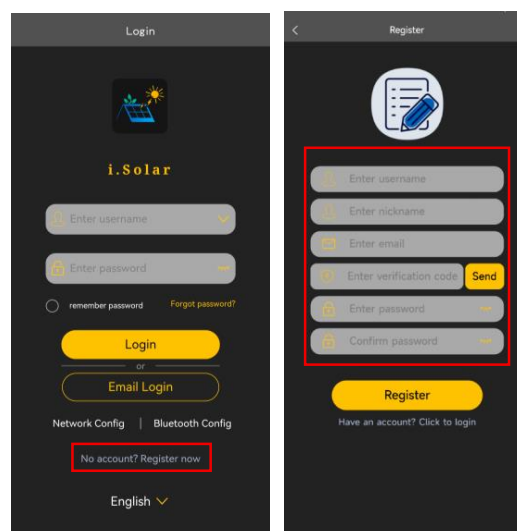 Login
i.Solar
Enter username
Enter password
remember password Forgot password?
Login
or
Email Login
Network Config | Bluetooth Config
No account? Register now
English
Register
Enter username
Enter nickname
Enter email
Enter verification code Send
Enter password
Confirm password
Register
Have an account? Click to login